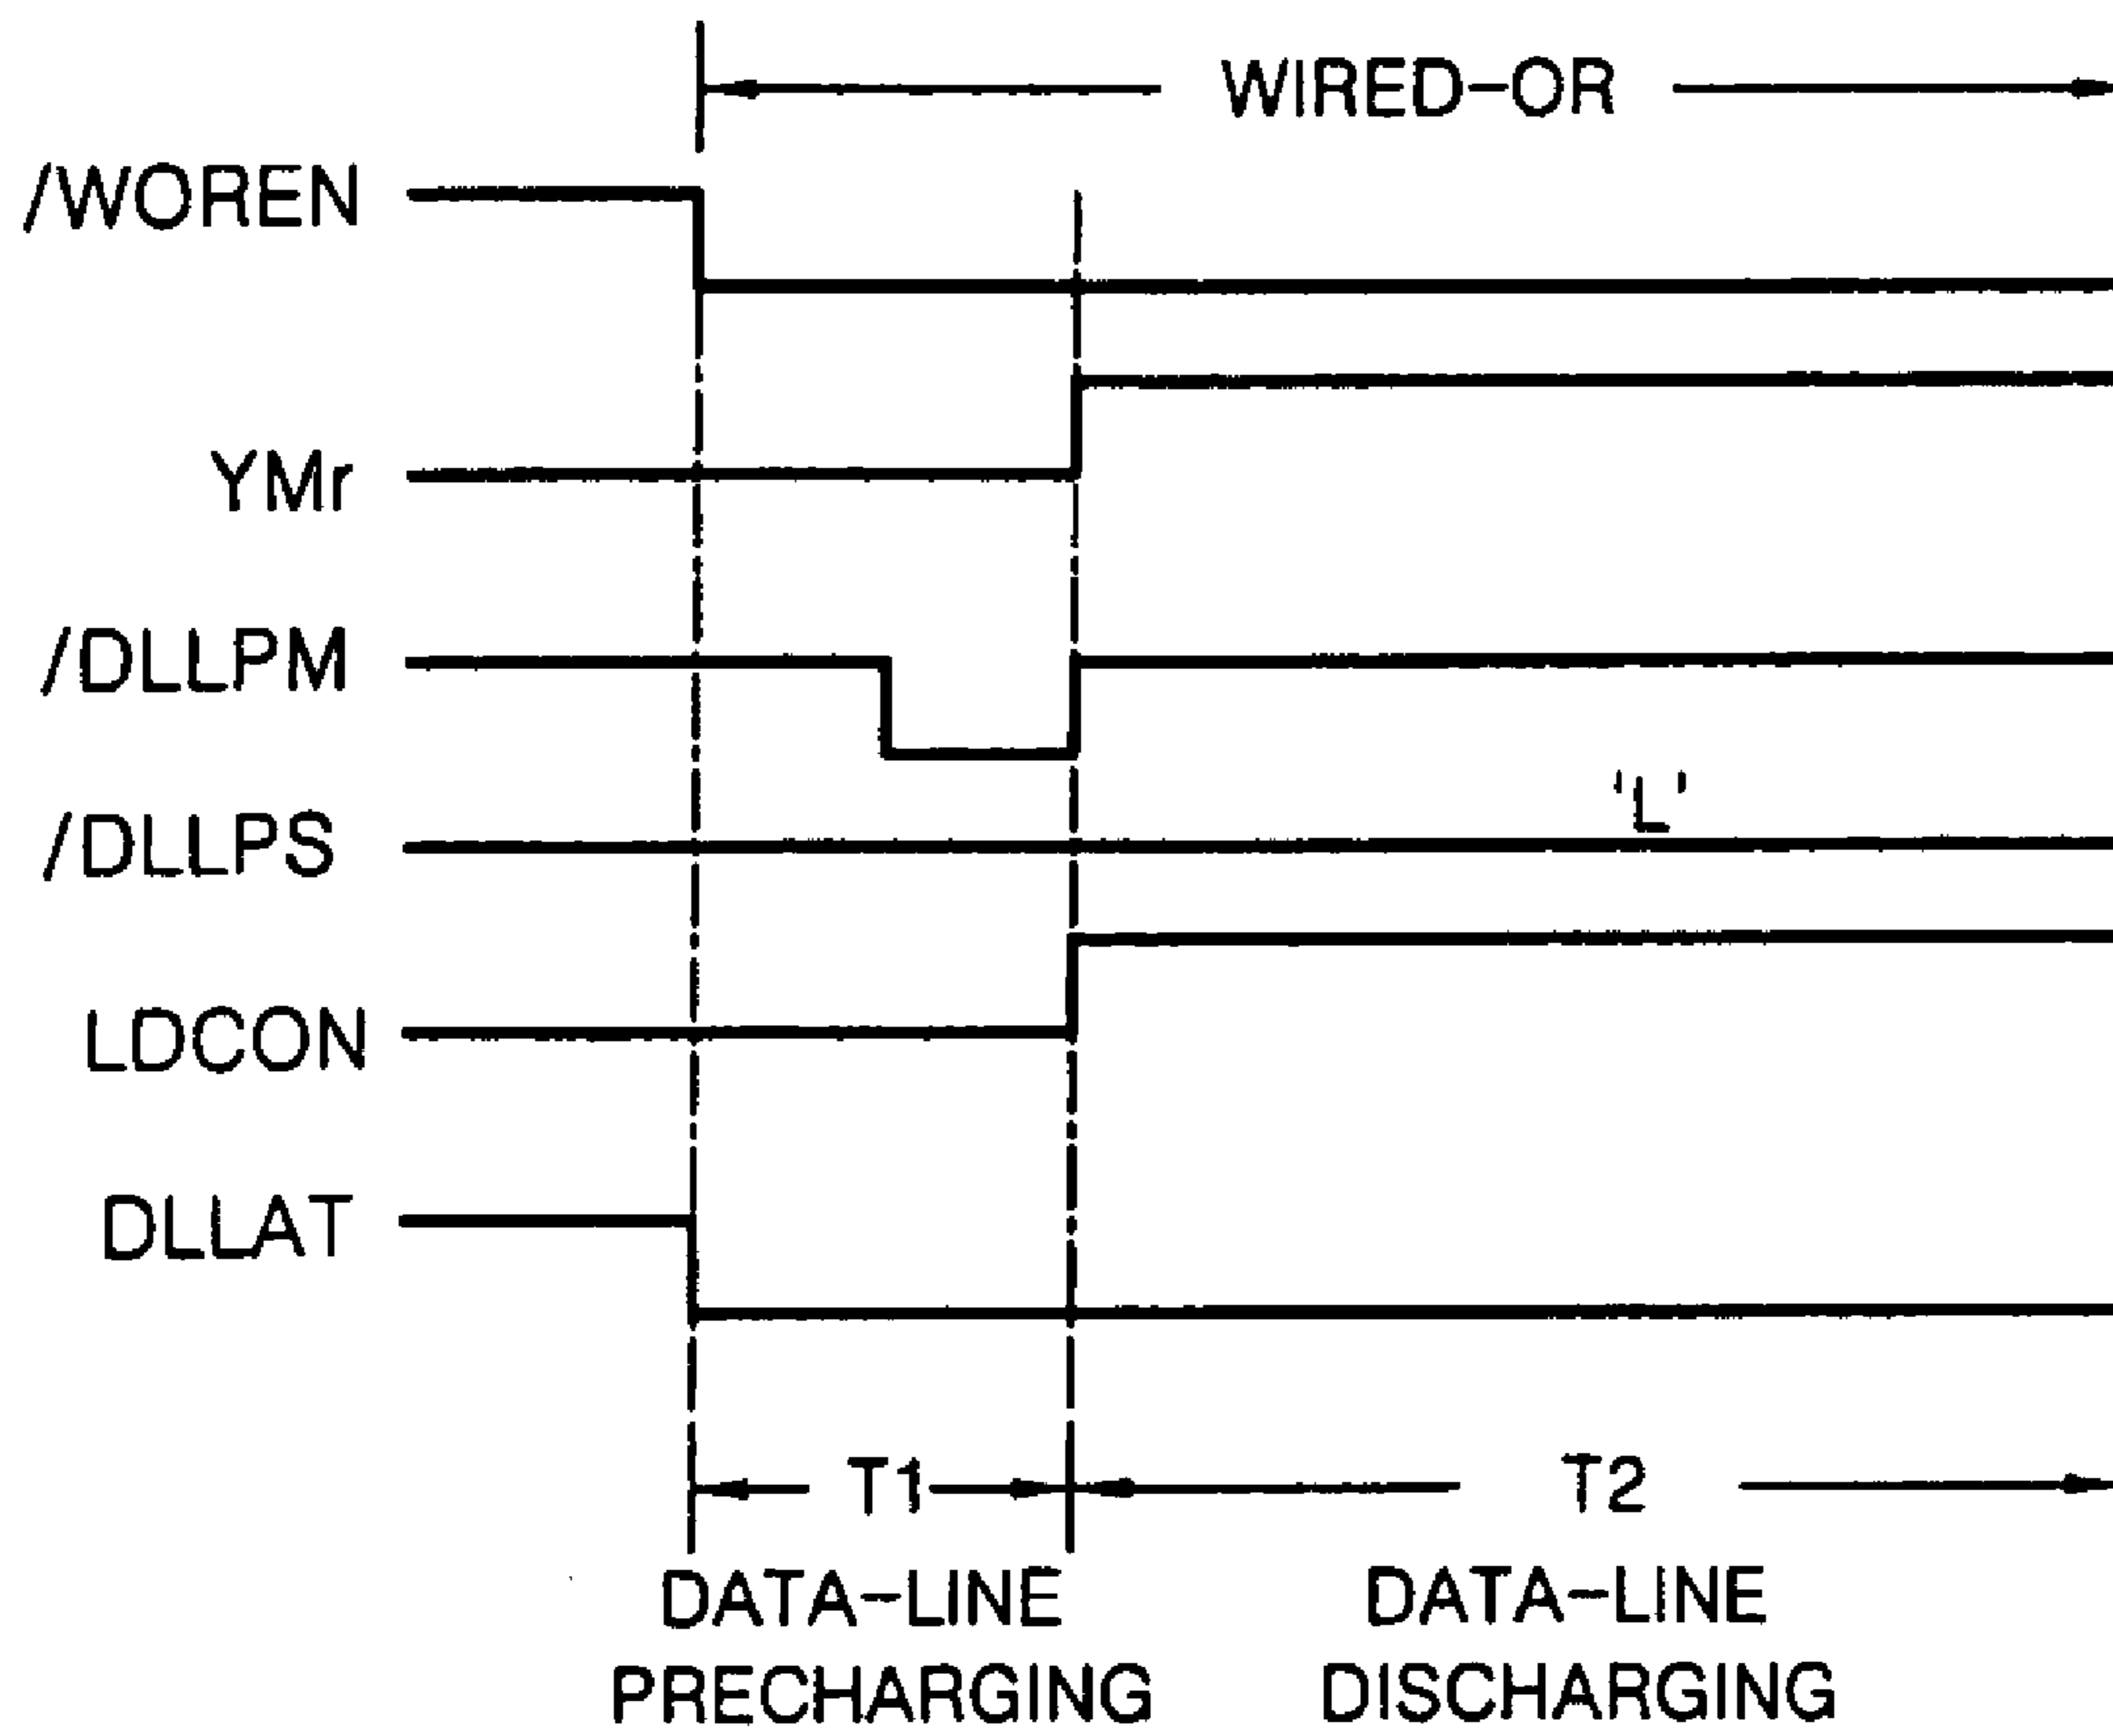 WIRED-OR
/WOREN
YMr
/DLLPM
/DLLPS
'L'
LDCON
DLLAT
T1
T2
DATA-LINE
PRECHARGING
DATA-LINE
DISCHARGING